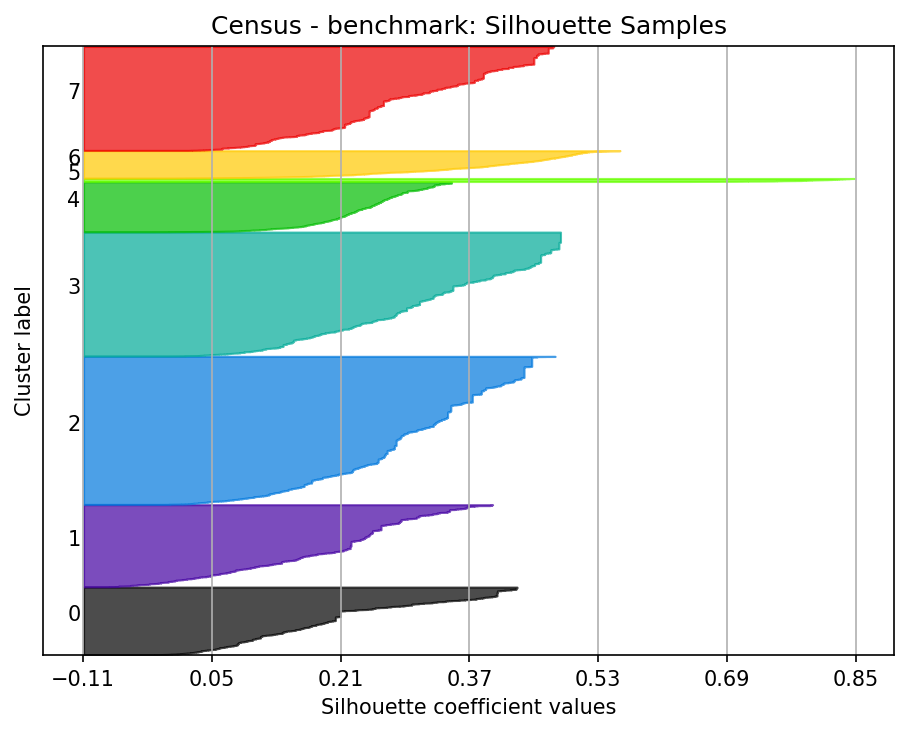 Census - benchmark: Silhouette Samples
7
6
5
4
3
2
1
0
Cluster label
−0.11 0.05 0.21 0.37 0.53 0.69 0.85
Silhouette coefficient values